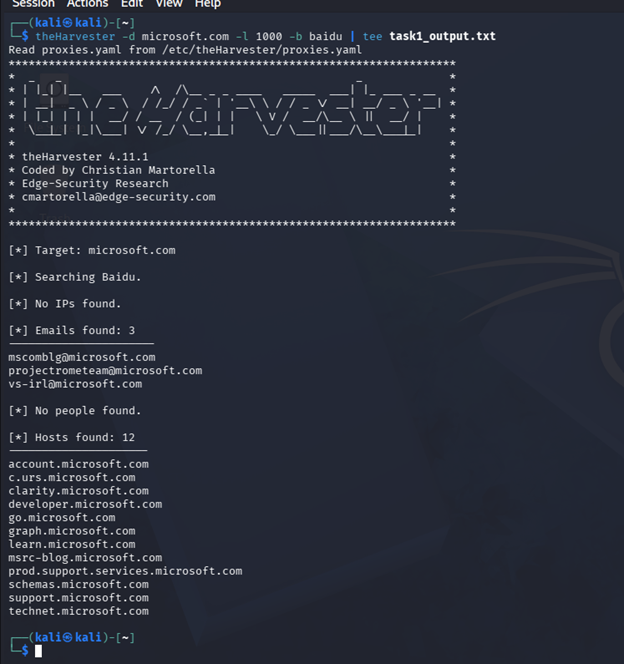 Session Actions Edit View Help
┌──(kali㉿kali)-[~]
└─$ theHarvester -d microsoft.com -l 1000 -b baidu | tee task1_output.txt
Read proxies.yaml from /etc/theHarvester/proxies.yaml
*******************************************************************
theHarvester
* theHarvester 4.11.1 *
* Coded by Christian Martorella *
* Edge-Security Research *
* cmartorella@edge-security.com *
* *
*******************************************************************
[*] Target: microsoft.com
[*] Searching Baidu.
[*] No IPs found.
[*] Emails found: 3
----------------------
mscomblg@microsoft.com
projectrometeam@microsoft.com
vs-irl@microsoft.com
[*] No people found.
[*] Hosts found: 12
---------------------
account.microsoft.com
c.urs.microsoft.com
clarity.microsoft.com
developer.microsoft.com
go.microsoft.com
graph.microsoft.com
learn.microsoft.com
msrc-blog.microsoft.com
prod.support.services.microsoft.com
schemas.microsoft.com
support.microsoft.com
technet.microsoft.com
┌──(kali㉿kali)-[~]
└─$